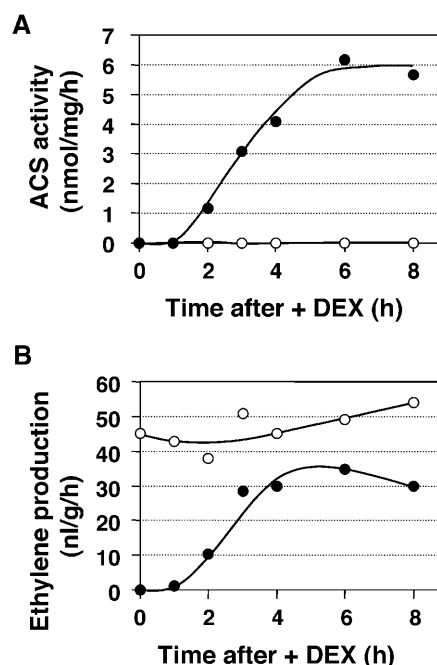 A
ACS activity
(nmol/mg/h)
7
6
5
4
3
2
1
0
0 2 4 6 8
Time after + DEX (h)
B
Ethylene production
(nl/g/h)
60
50
40
30
20
10
0
0 2 4 6 8
Time after + DEX (h)